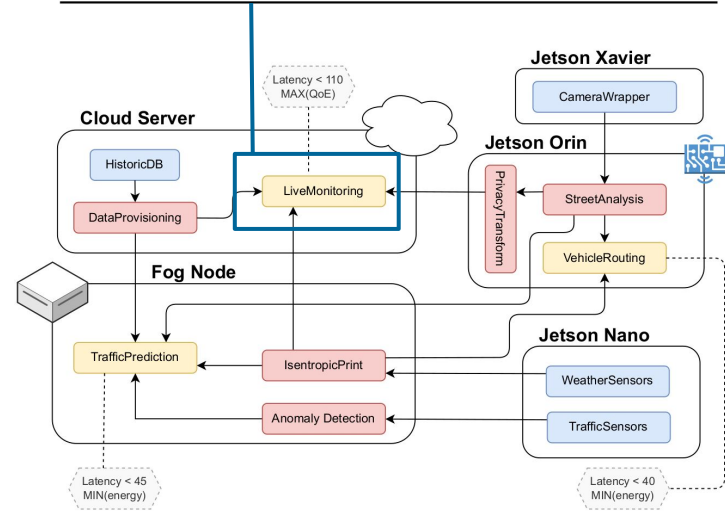 Jetson Xavier
Latency < 110
MAX(QoE)
CameraWrapper
Cloud Server
Jetson Orin
HistoricDB
LiveMonitoring
PrivacyTransform
StreetAnalysis
DataProvisioning
VehicleRouting
Fog Node
Jetson Nano
TrafficPrediction
IsentropicPrint
WeatherSensors
Anomaly Detection
TrafficSensors
Latency < 45
MIN(energy)
Latency < 40
MIN(energy)